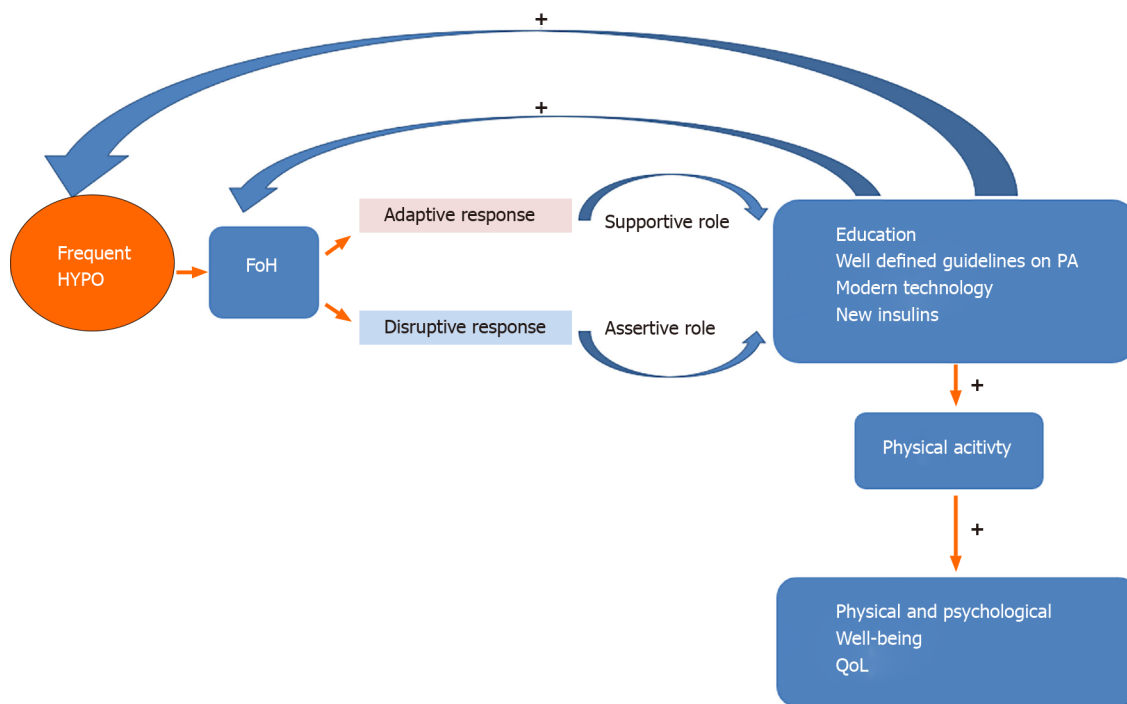 +
+
Frequent
HYPO
FoH
Adaptive response
Disruptive response
Supportive role
Assertive role
Education
Well defined guidelines on PA
Modern technology
New insulins
+
Physical acitivty
+
Physical and psychological
Well-being
QoL